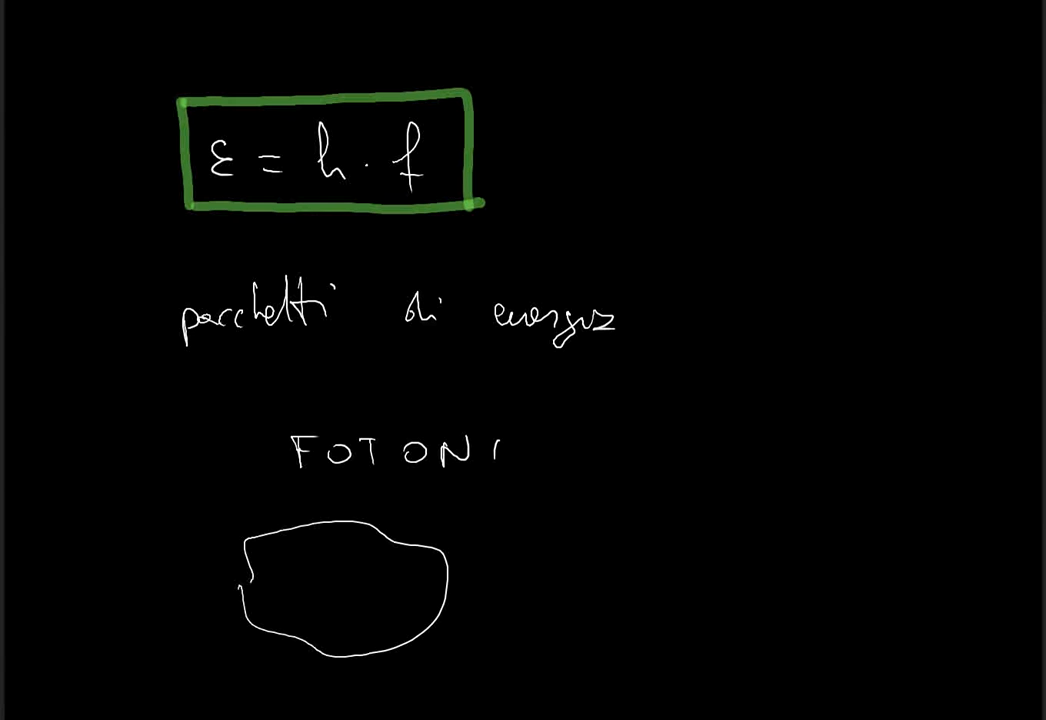 ε = h · f
pacchetti di energia
FOTONI